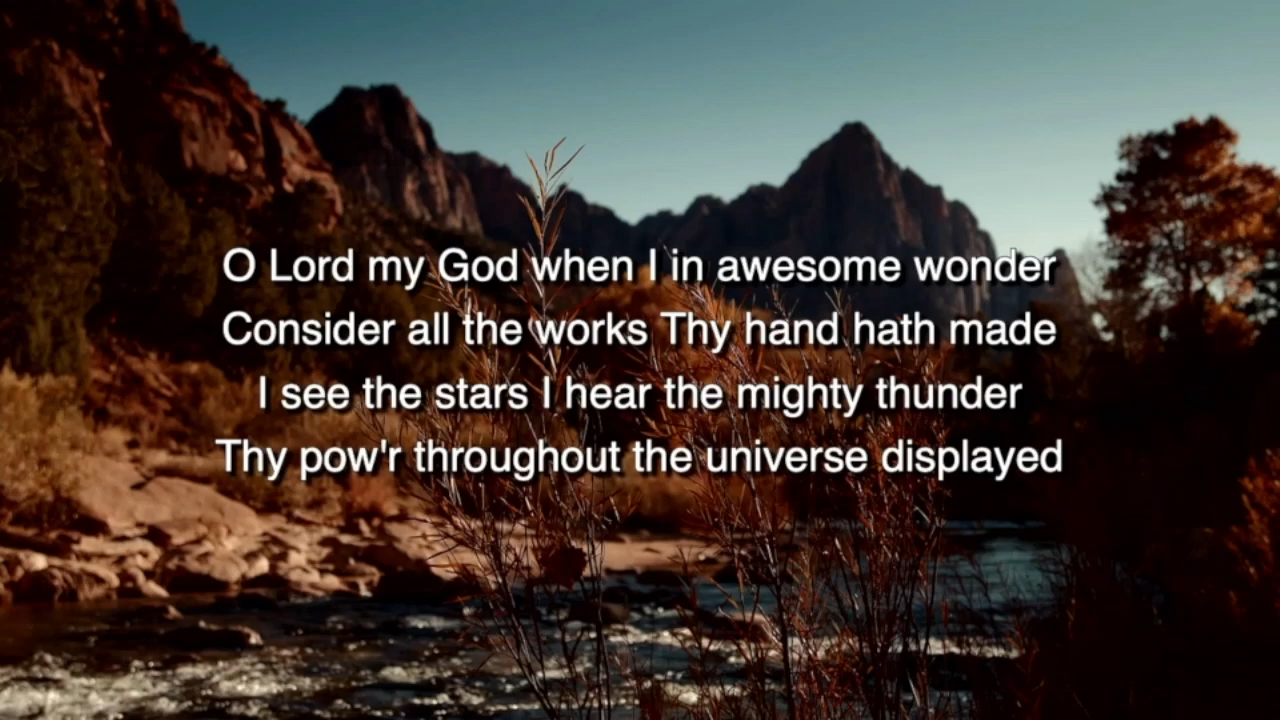 O Lord my God when I in awesome wonder
Consider all the works Thy hand hath made
I see the stars I hear the mighty thunder
Thy pow'r throughout the universe displayed